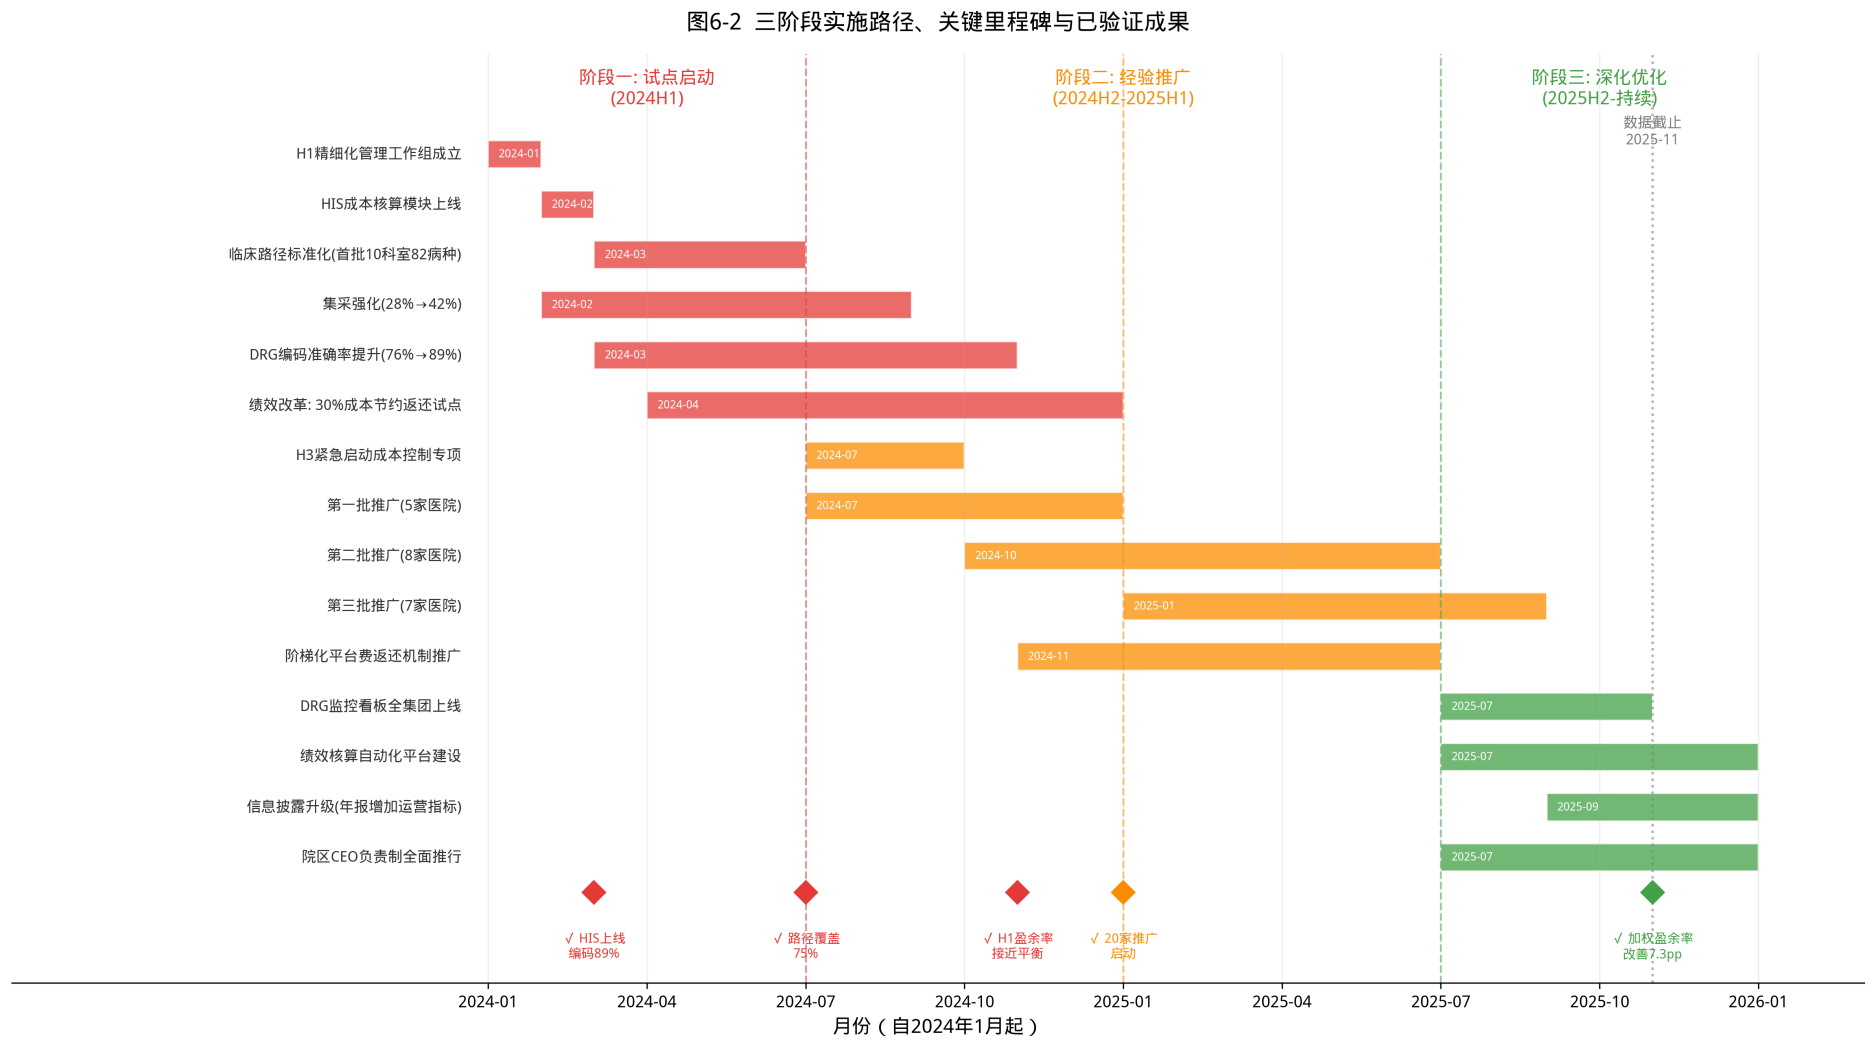 图6-2 三阶段实施路径、关键里程碑与已验证成果
阶段一: 试点启动
(2024H1)
阶段二: 经验推广
(2024H2-2025H1)
阶段三: 深化优化
(2025H2-持续)
数据截止
2025-11
H1精细化管理工作组成立
2024-01
HIS成本核算模块上线
2024-02
临床路径标准化(首批10科室82病种)
2024-03
集采强化(28%→42%)
2024-02
DRG编码准确率提升(76%→89%)
2024-03
绩效改革: 30%成本节约返还试点
2024-04
H3紧急启动成本控制专项
2024-07
第一批推广(5家医院)
2024-07
第二批推广(8家医院)
2024-10
第三批推广(7家医院)
2025-01
阶梯化平台费返还机制推广
2024-11
DRG监控看板全集团上线
2025-07
绩效核算自动化平台建设
2025-07
信息披露升级(年报增加运营指标)
2025-09
院区CEO负责制全面推行
2025-07
√ HIS上线
编码89%
√ 路径覆盖
75%
√ H1盈余率
接近平衡
√ 20家推广
启动
√ 加权盈余率
改善7.3pp
2024-01
2024-04
2024-07
2024-10
2025-01
2025-04
2025-07
2025-10
2026-01
月份（自2024年1月起）